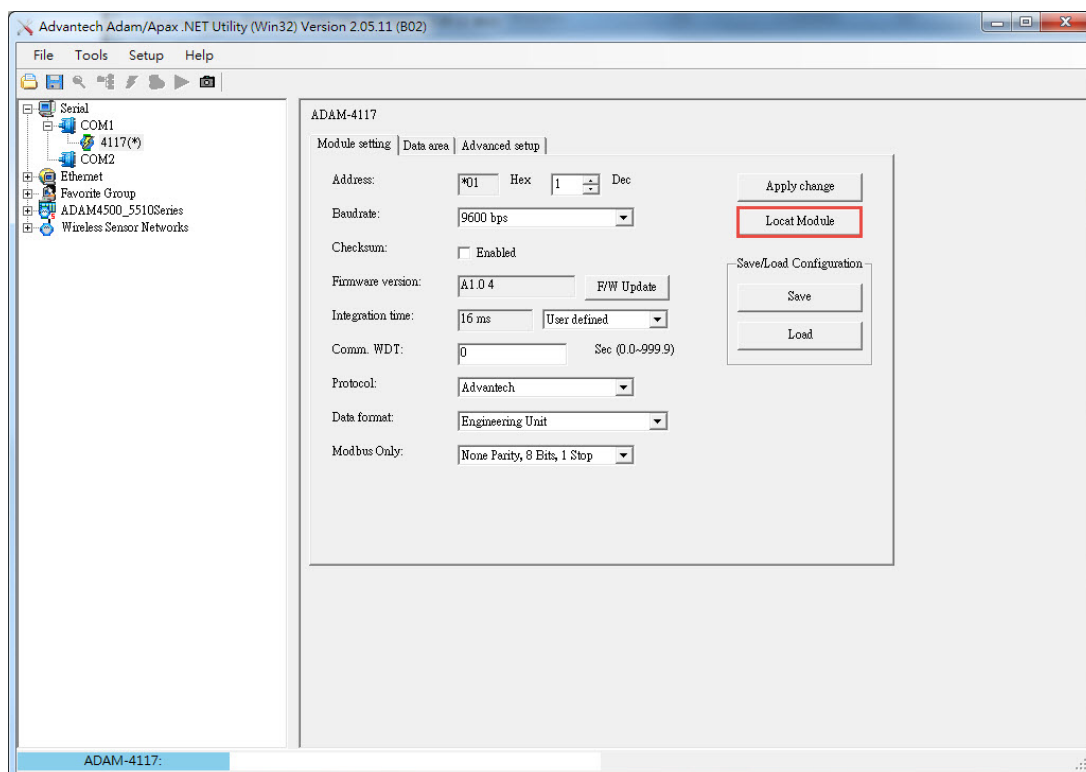 Advantech Adam/Apax .NET Utility (Win32) Version 2.05.11 (B02)
File Tools Setup Help
Serial
COM1
4117(*)
COM2
Ethernet
Favorite Group
ADAM4500_5510Series
Wireless Sensor Networks
ADAM-4117
Module setting Data area Advanced setup
Address: *01 Hex 1 Dec
Baudrate: 9600 bps
Checksum: Enabled
Firmware version: A1.0 4 F/W Update
Integration time: 16 ms User defined
Comm. WDT: 0 Sec (0.0~999.9)
Protocol: Advantech
Data format: Engineering Unit
Modbus Only: None Parity, 8 Bits, 1 Stop
Apply change
Locat Module
Save/Load Configuration
Save
Load
ADAM-4117: